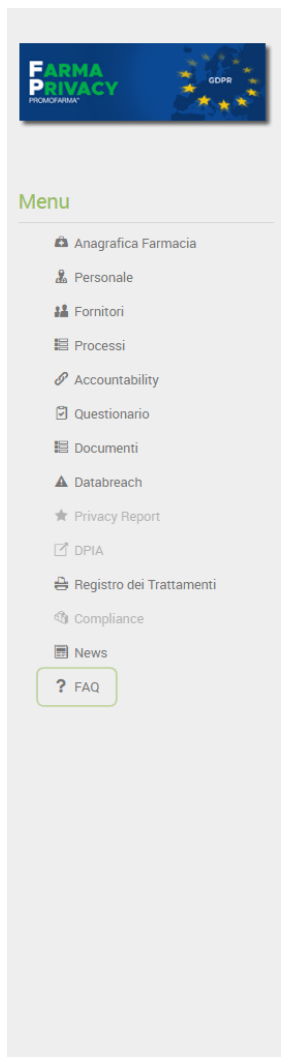 FARMA
PRIVACY
PROMOFARMA
GDPR
Menu
Anagrafica Farmacia
Personale
Fornitori
Processi
Accountability
Questionario
Documenti
Databreach
Privacy Report
DPIA
Registro dei Trattamenti
Compliance
News
? FAQ